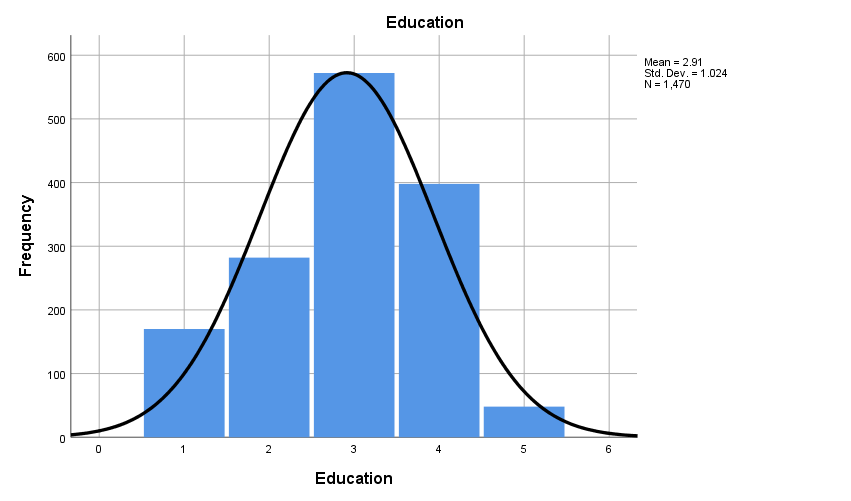 Education
Mean = 2.91
Std. Dev. = 1.024
N = 1,470
600
500
400
300
200
100
0
Frequency
0 1 2 3 4 5 6
Education